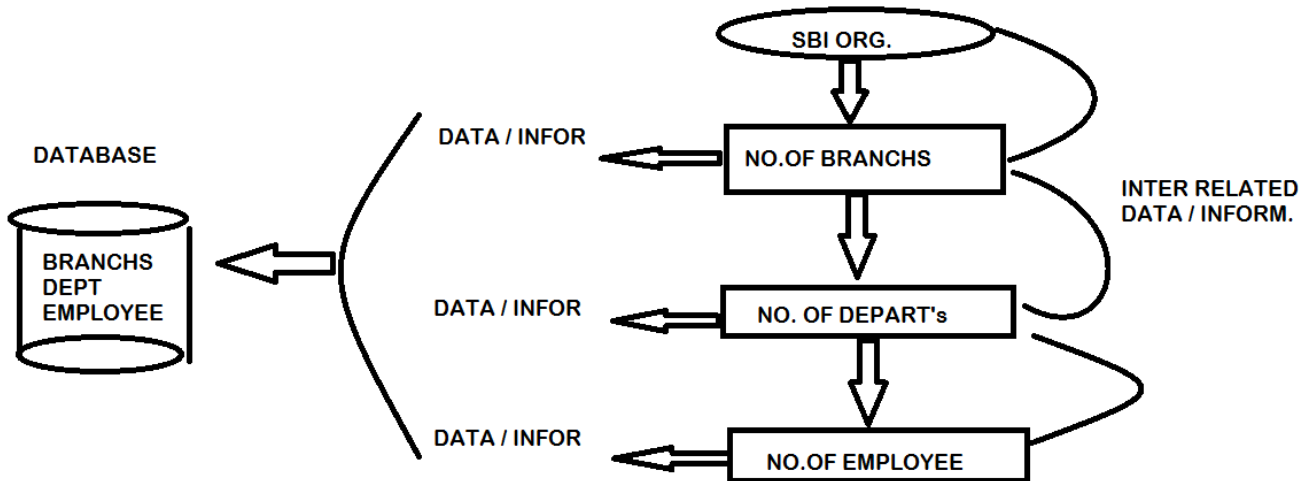 SBI ORG.
DATA / INFOR
NO.OF BRANCHS
DATABASE
INTER RELATED
DATA / INFORM.
BRANCHS
DEPT
EMPLOYEE
DATA / INFOR
NO. OF DEPART's
DATA / INFOR
NO.OF EMPLOYEE